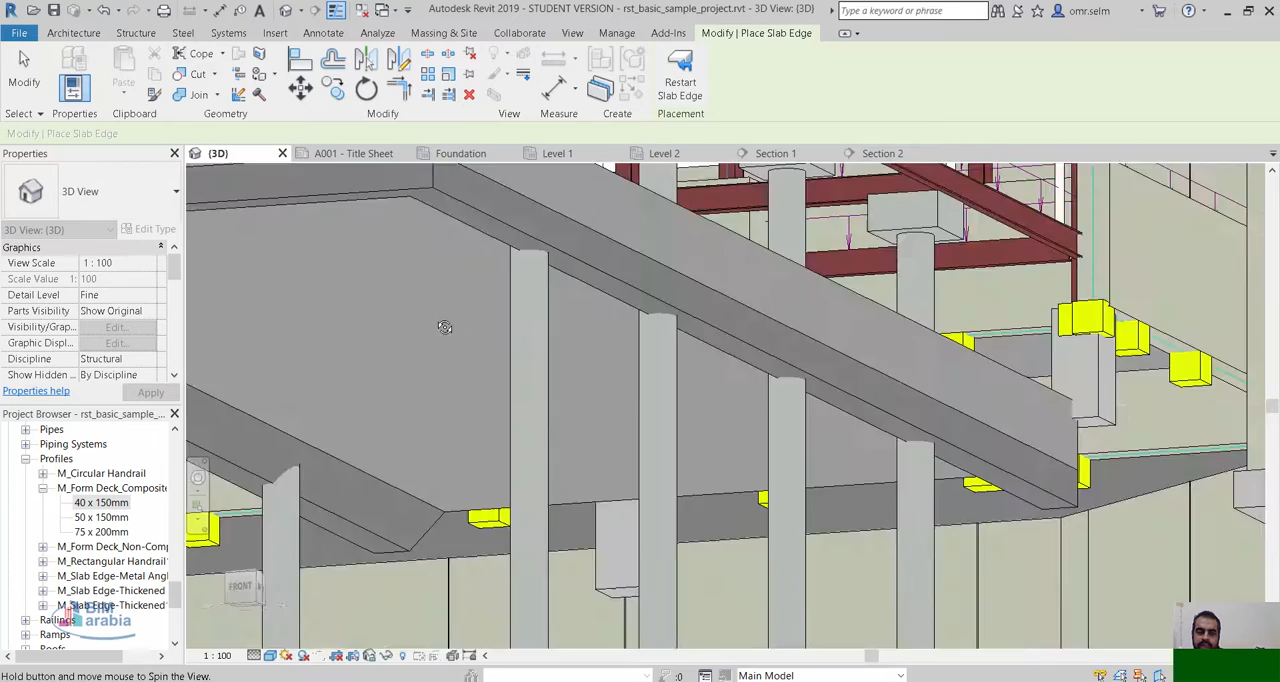 Autodesk Revit 2019 - STUDENT VERSION - rst_basic_sample_project.rvt - 3D View: {3D}
Type a keyword or phrase
omr.selm
File Architecture Structure Steel Systems Insert Annotate Analyze Massing & Site Collaborate View Manage Add-Ins Modify | Place Slab Edge
Modify
Paste
Cope
Cut
Join
Restart
Slab Edge
Select Properties Clipboard Geometry Modify View Measure Create Placement
Modify | Place Slab Edge
Properties
{3D} A001 - Title Sheet Foundation Level 1 Level 2 Section 1 Section 2
3D View
3D View: {3D} Edit Type
Graphics
View Scale 1 : 100
Scale Value 1: 100
Detail Level Fine
Parts Visibility Show Original
Visibility/Grap... Edit...
Graphic Displ... Edit...
Discipline Structural
Show Hidden ... By Discipline
Properties help Apply
Project Browser - rst_basic_sample_...
Pipes
Piping Systems
Profiles
M_Circular Handrail
M_Form Deck_Composite
40 x 150mm
50 x 150mm
75 x 200mm
M_Form Deck_Non-Comp
M_Rectangular Handrail
M_Slab Edge-Metal Ang
M_Slab Edge-Thickened
M_Slab Edge-Thickened
Railings
Ramps
BIM
arabia
FRONT
1 : 100
Hold button and move mouse to Spin the View.
:0
Main Model